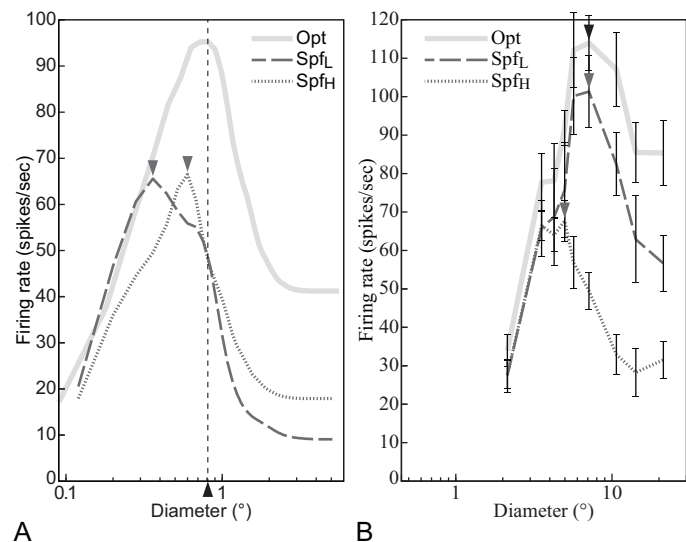 Opt
SpfL
SpfH
100
90
80
70
60
50
40
30
20
10
0
Firing rate (spikes/sec)
0.1
1
Diameter (°)
A
Opt
SpfL
SpfH
120
110
100
90
80
70
60
50
40
30
20
10
0
Firing rate (spikes/sec)
1
10
Diameter (°)
B